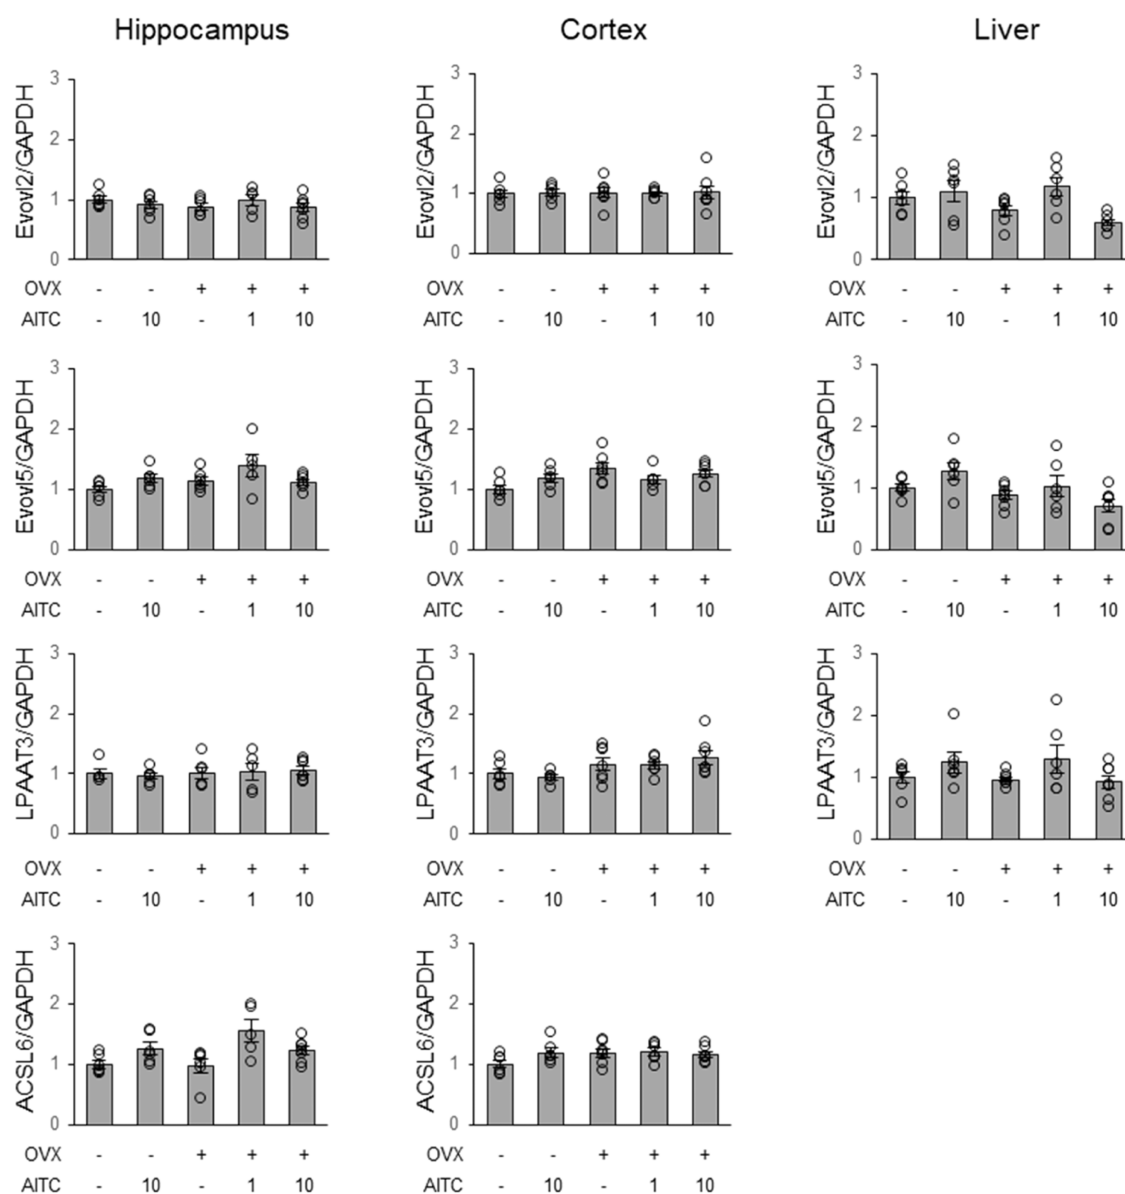 Hippocampus Cortex Liver
Evovl2/GAPDH
3
2
1
0
OVX - - + + +
AITC - 10 - 1 10
Evovl2/GAPDH
3
2
1
0
OVX - - + + +
AITC - 10 - 1 10
Evovl2/GAPDH
3
2
1
0
OVX - - + + +
AITC - 10 - 1 10
Evovl5/GAPDH
3
2
1
0
OVX - - + + +
AITC - 10 - 1 10
Evovl5/GAPDH
3
2
1
0
OVX - - + + +
AITC - 10 - 1 10
Evovl5/GAPDH
3
2
1
0
OVX - - + + +
AITC - 10 - 1 10
LPAAT3/GAPDH
3
2
1
0
OVX - - + + +
AITC - 10 - 1 10
LPAAT3/GAPDH
3
2
1
0
OVX - - + + +
AITC - 10 - 1 10
LPAAT3/GAPDH
3
2
1
0
OVX - - + + +
AITC - 10 - 1 10
ACSL6/GAPDH
3
2
1
0
OVX - - + + +
AITC - 10 - 1 10
ACSL6/GAPDH
3
2
1
0
OVX - - + + +
AITC - 10 - 1 10